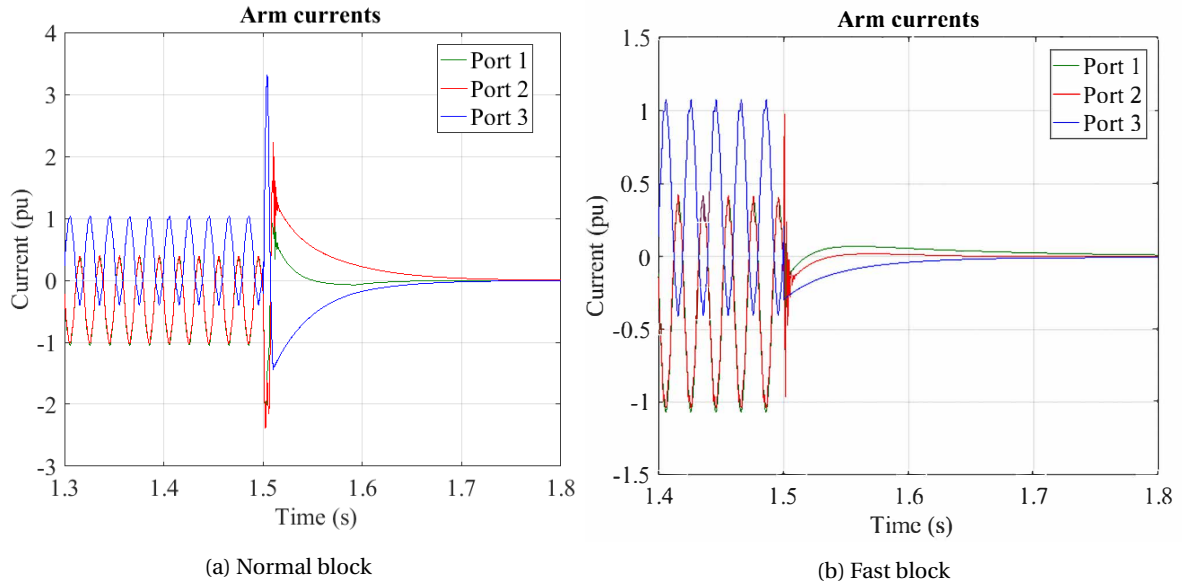 Arm currents
4
3
2
1
0
-1
-2
-3
Current (pu)
Port 1
Port 2
Port 3
1.3 1.4 1.5 1.6 1.7 1.8
Time (s)
(a) Normal block
Arm currents
1.5
1
0.5
0
-0.5
-1
-1.5
Current (pu)
Port 1
Port 2
Port 3
1.4 1.5 1.6 1.7 1.8
Time (s)
(b) Fast block